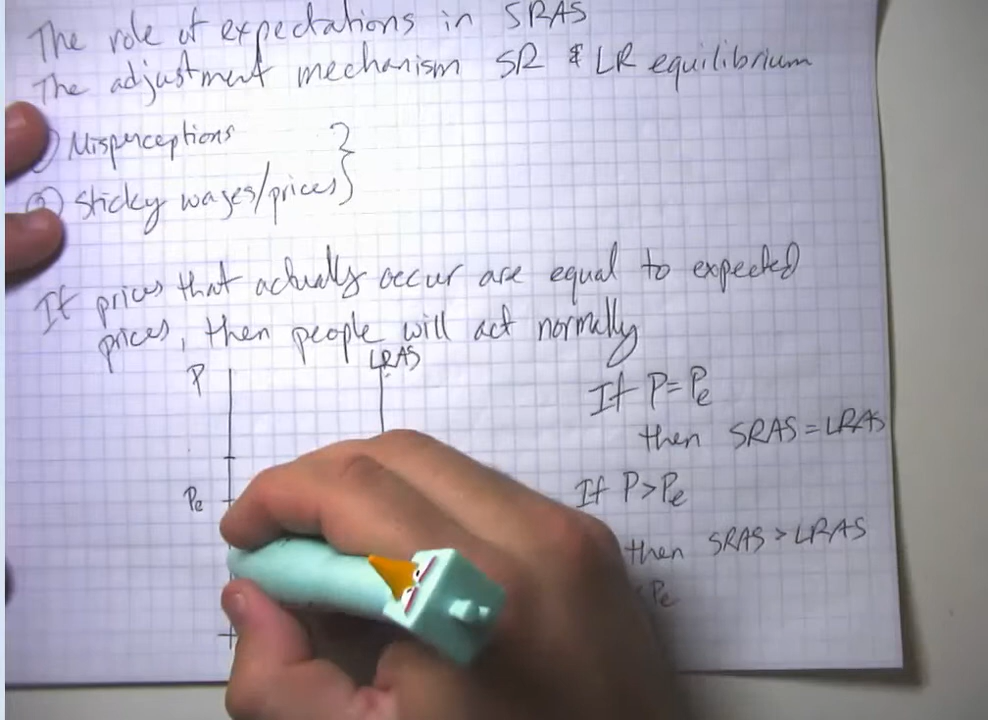 The role of expectations in SRAS
The adjustment mechanism SR & LR equilibrium
Misperceptions
② Sticky wages/prices
If prices that actually occur are equal to expected
prices, then people will act normally
P
LRAS
Pe
If P=Pe
then SRAS=LRAS
If P>Pe
then SRAS>LRAS
Pe